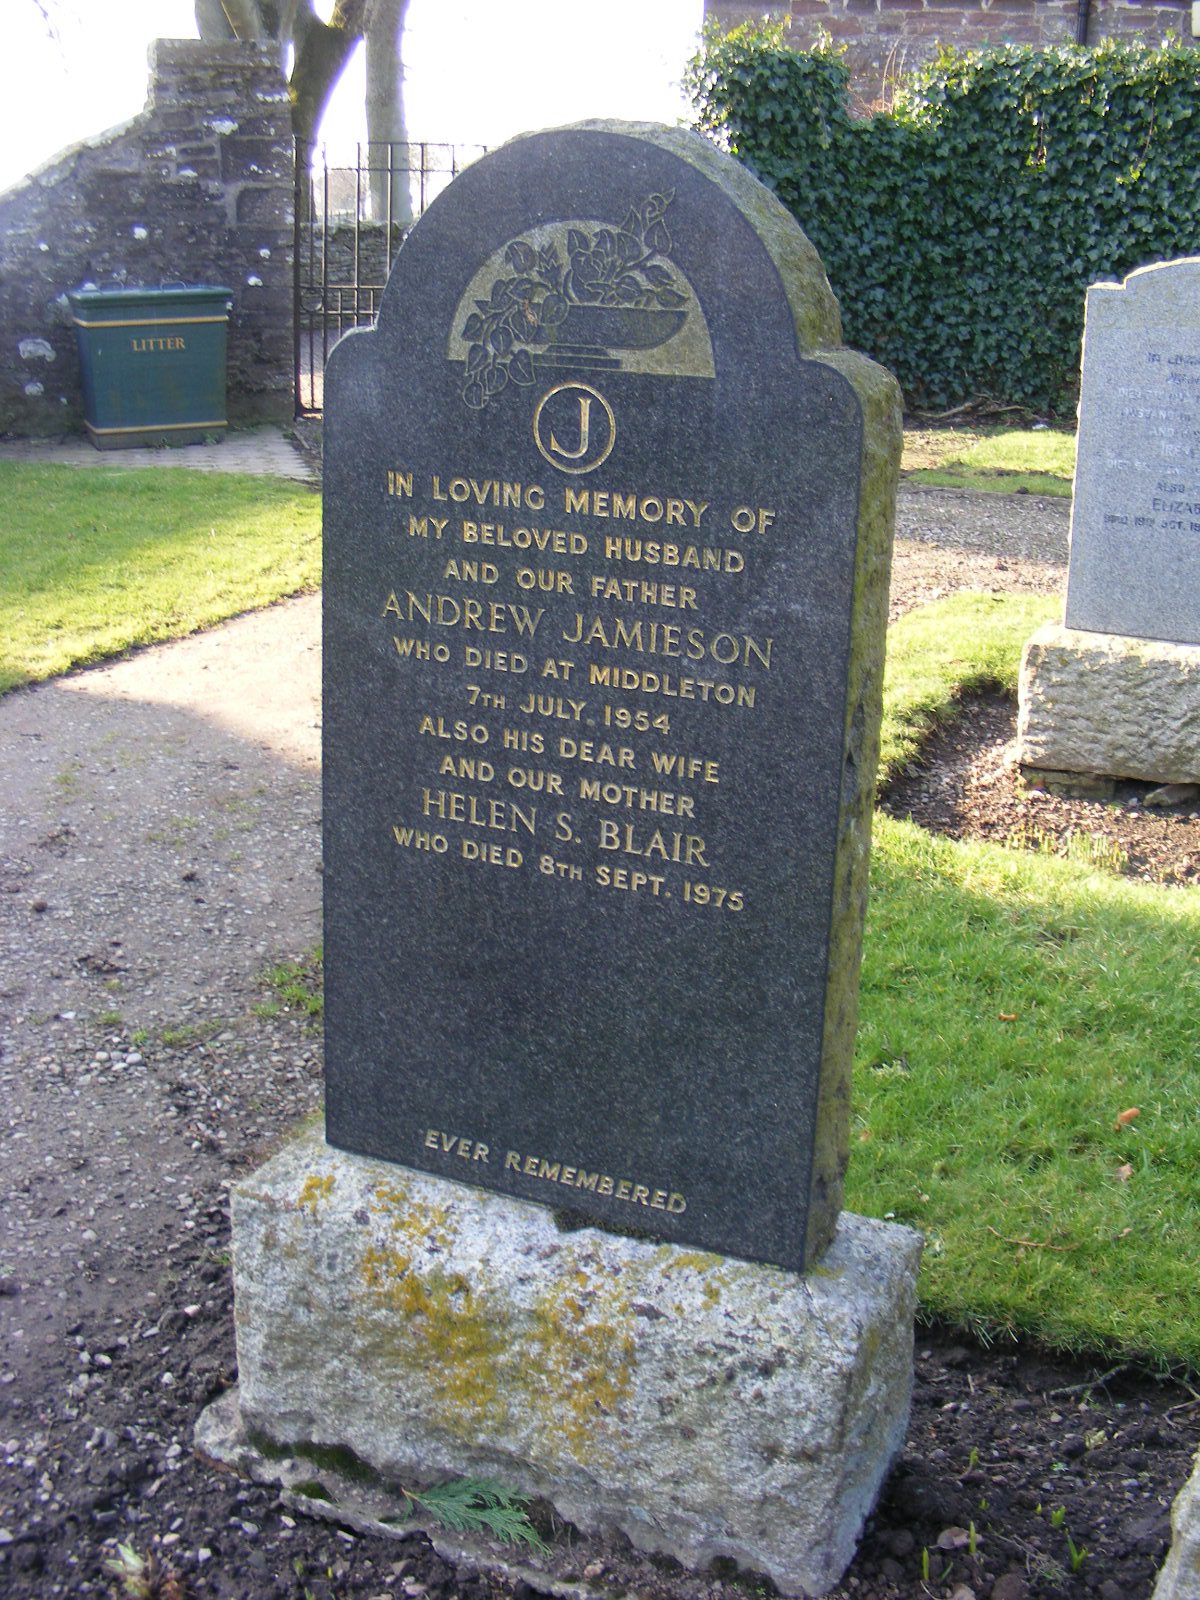 LITTER
J
IN LOVING MEMORY OF
MY BELOVED HUSBAND
AND OUR FATHER
ANDREW JAMIESON
WHO DIED AT MIDDLETON
7TH JULY. 1954
ALSO HIS DEAR WIFE
AND OUR MOTHER
HELEN S. BLAIR
WHO DIED 8TH SEPT. 1975
EVER REMEMBERED